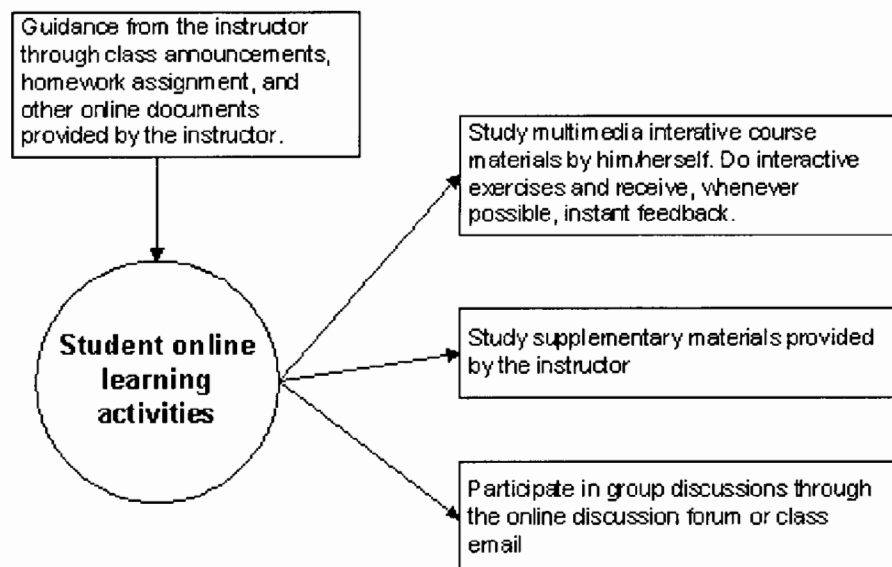 Guidance from the instructor
through class announcements,
homework assignment, and
other online documents
provided by the instructor.
Study multimedia interative course
materials by him/herself. Do interactive
exercises and receive, whenever
possible, instant feedback.
Student online
learning
activities
Study supplementary materials provided
by the instructor
Participate in group discussions through
the online discussion forum or class
email